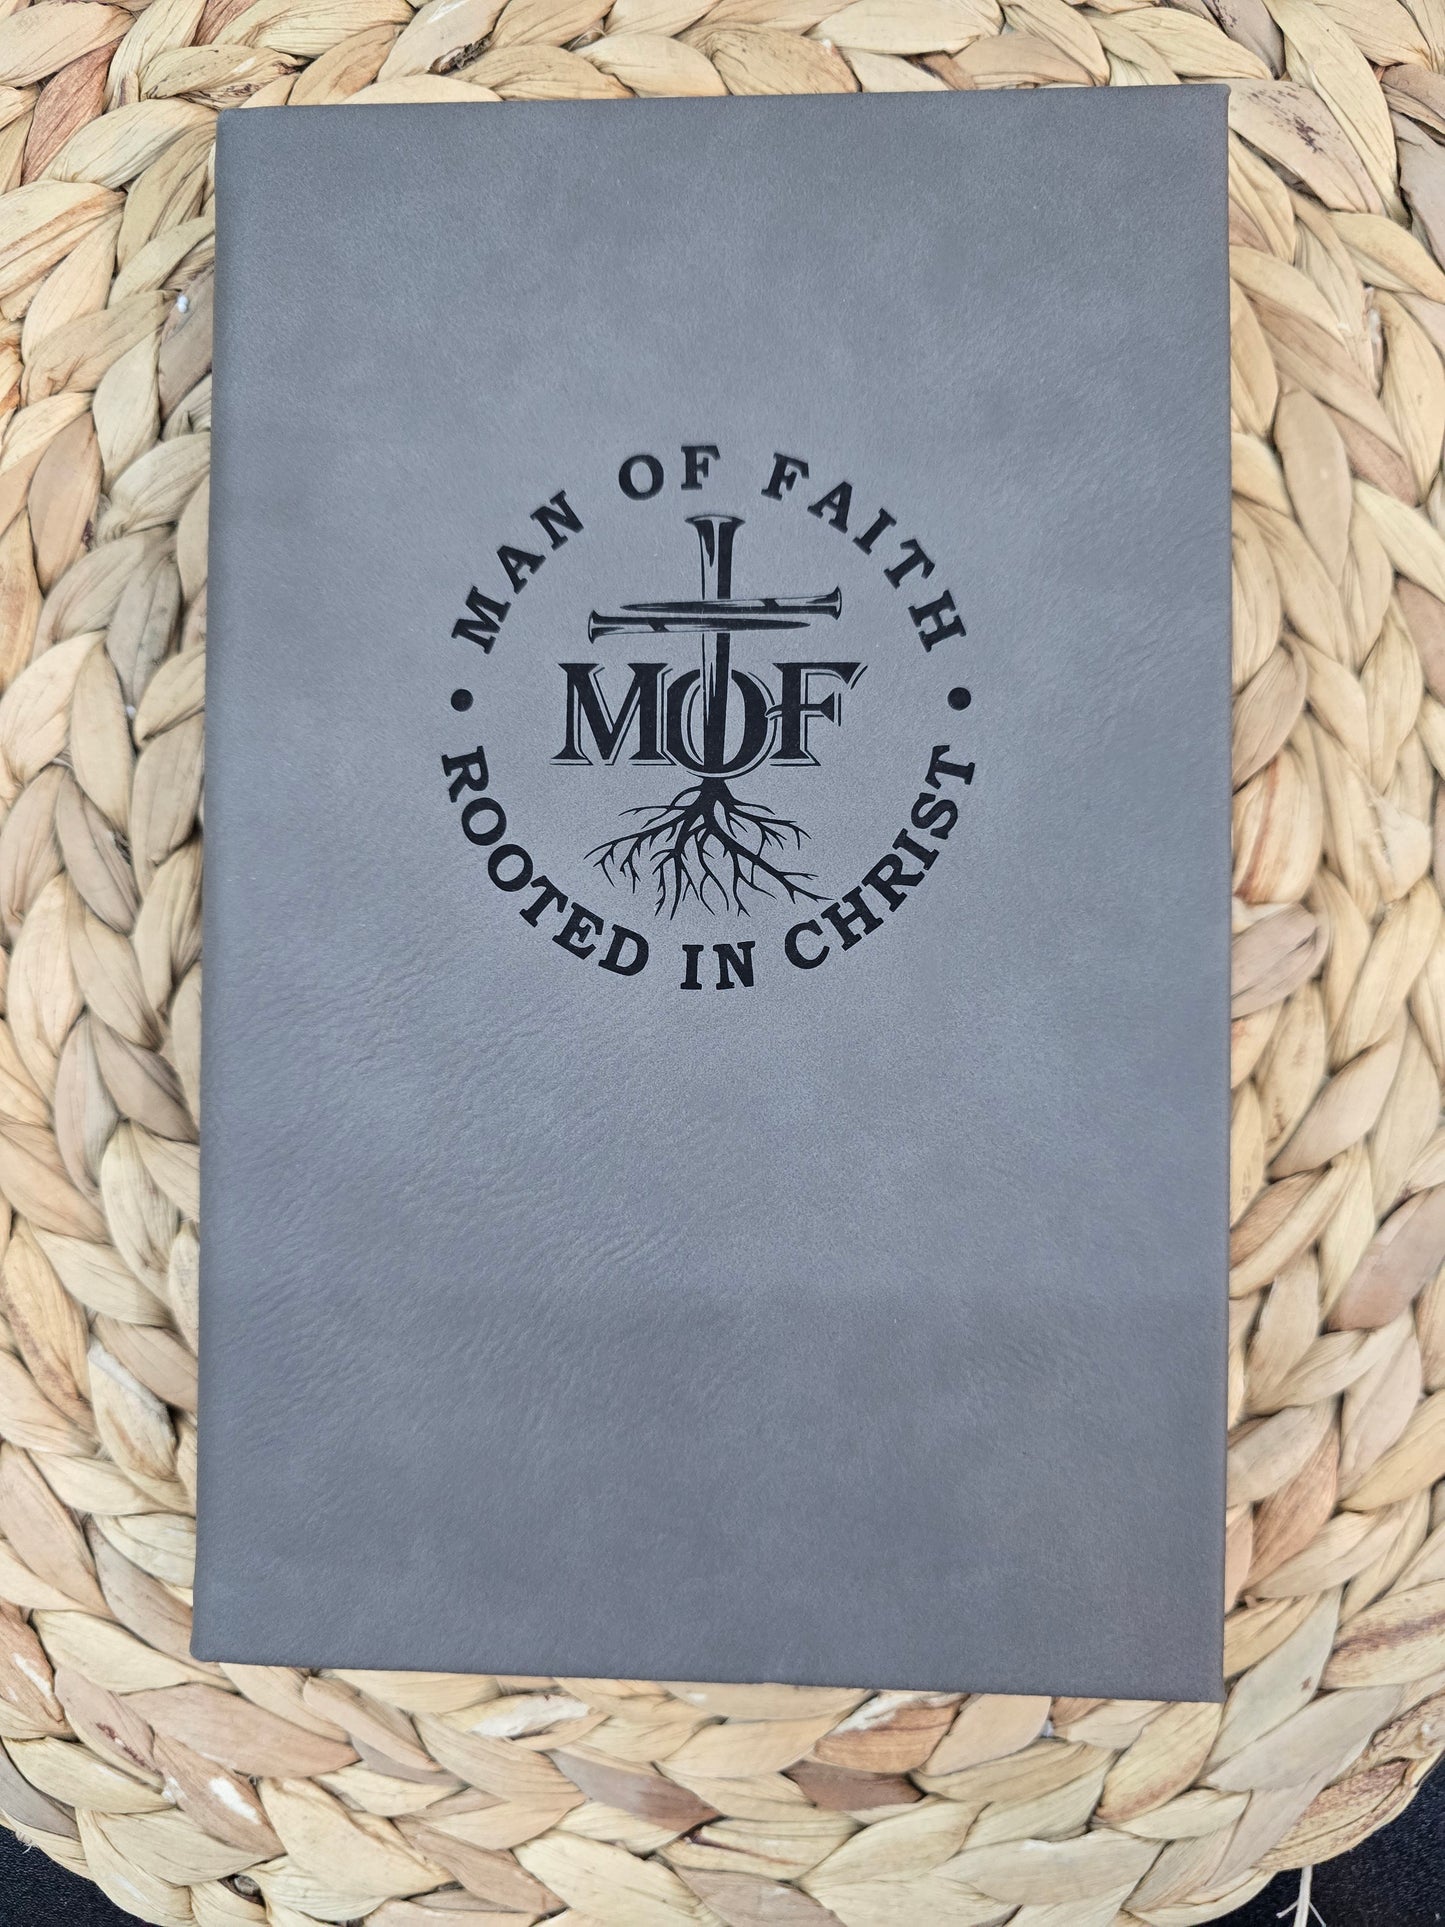 MAN OF FAITH
MOF
• ROOTED IN CHRIST •